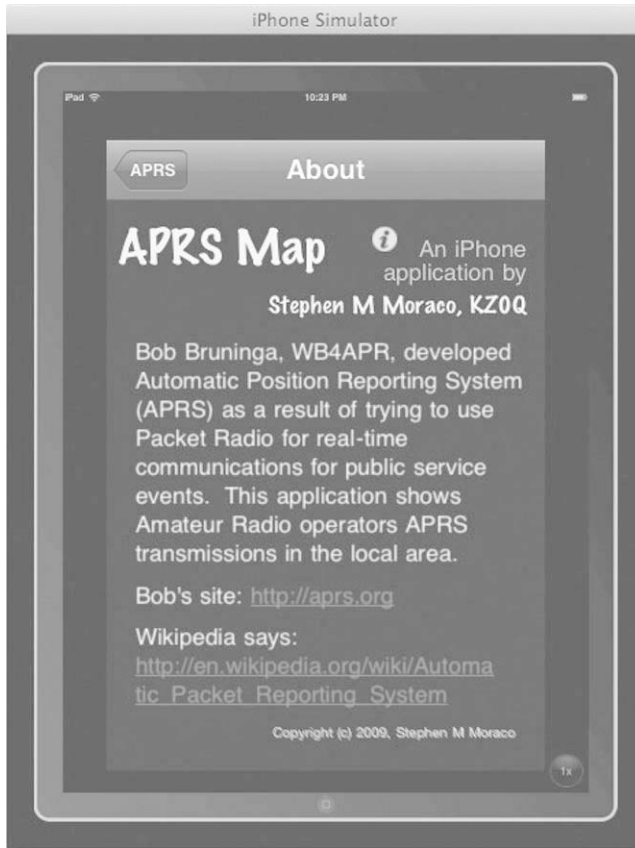 iPhone Simulator
iPad
10:23 PM
APRS
About
APRS Map
An iPhone
application by
Stephen M Moraco, KZ0Q
Bob Bruninga, WB4APR, developed
Automatic Position Reporting System
(APRS) as a result of trying to use
Packet Radio for real-time
communications for public service
events.  This application shows
Amateur Radio operators APRS
transmissions in the local area.
Bob's site: http://aprs.org
Wikipedia says:
http://en.wikipedia.org/wiki/Automa
tic_Packet_Reporting_System
Copyright (c) 2009, Stephen M Moraco
1x